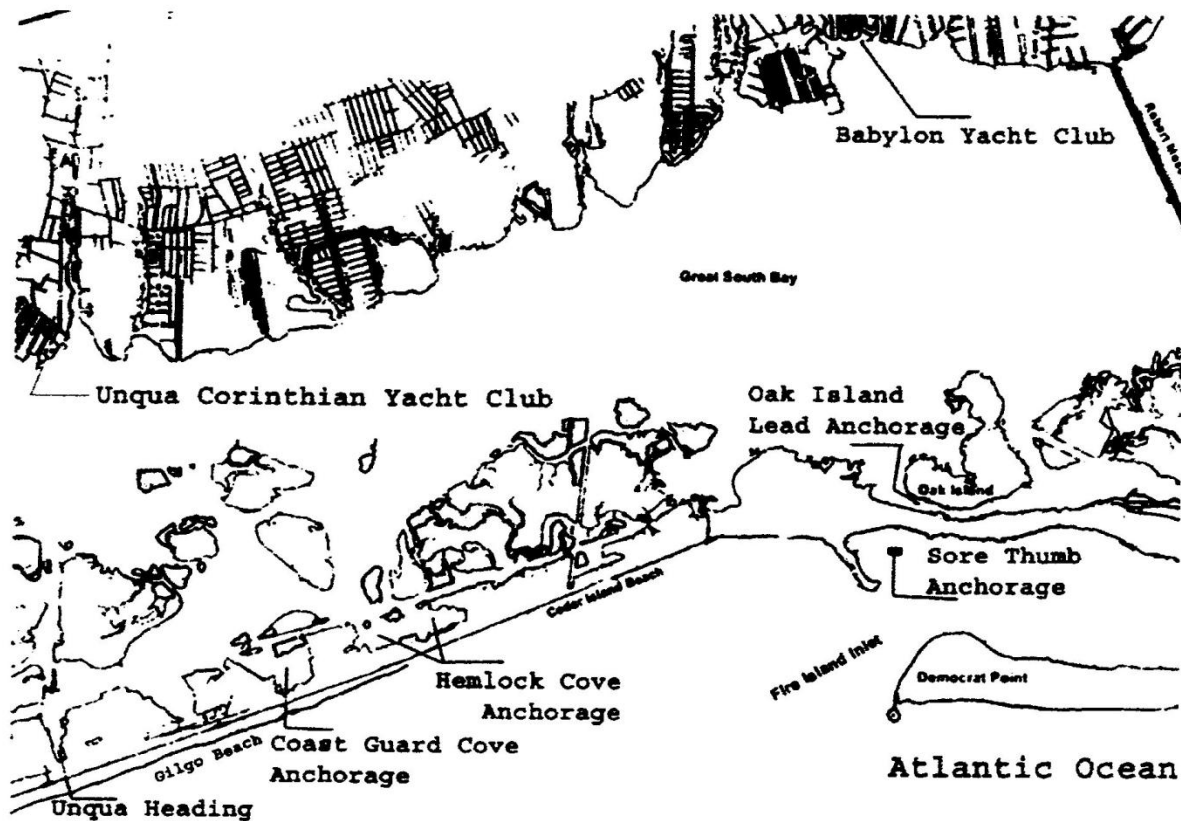 Babylon Yacht Club
Robert Mose
Great South Bay
Unqua Corinthian Yacht Club
Oak Island
Lead Anchorage
Oak Island
Sore Thumb
Anchorage
Cedar Island Beach
Hemlock Cove
Anchorage
Fire Island Inlet
Democrat Point
Coast Guard Cove
Anchorage
Gilgo Beach
Atlantic Ocean
Unqua Heading